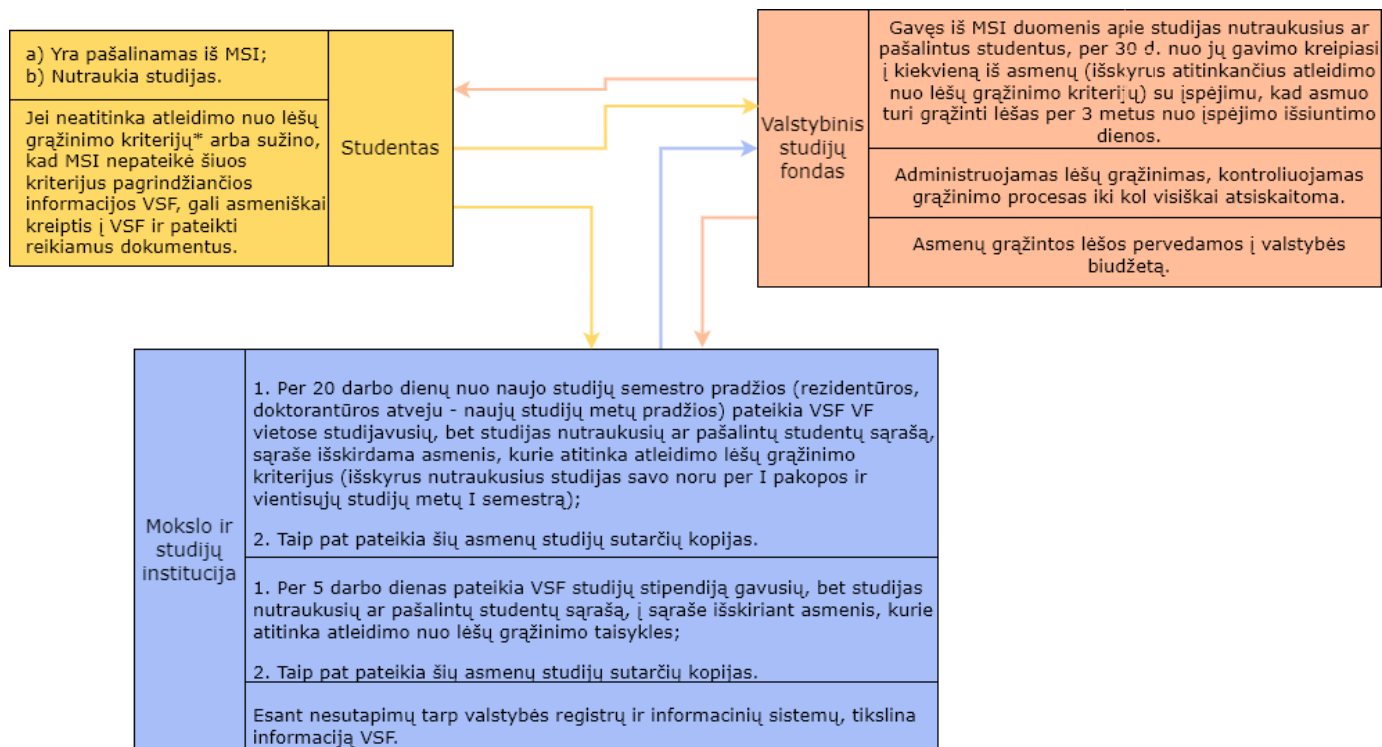 a) Yra pašalinamas iš MSI;
b) Nutraukia studijas.
Jei neatitinka atleidimo nuo lėšų
grąžinimo kriterijų* arba sužino,
kad MSI nepateikė šiuos
kriterijus pagrindžiančios
informacijos VSF, gali asmeniškai
kreiptis į VSF ir pateikti
reikiamus dokumentus.
Studentas
Valstybinis
studijų
fondas
Gavęs iš MSI duomenis apie studijas nutraukusius ar
pašalintus studentus, per 30 d. nuo jų gavimo kreipiasi
į kiekvieną iš asmenų (išskyrus atitinkančius atleidimo
nuo lėšų grąžinimo kriterijų) su įspėjimu, kad asmuo
turi grąžinti lėšas per 3 metus nuo įspėjimo išsiuntimo
dienos.
Administruojamas lėšų grąžinimas, kontroliuojamas
grąžinimo procesas iki kol visiškai atsiskaitoma.
Asmenų grąžintos lėšos pervedamos į valstybės
biudžetą.
Mokslo ir
studijų
institucija
1. Per 20 darbo dienų nuo naujo studijų semestro pradžios (rezidentūros,
doktorantūros atveju - naujų studijų metų pradžios) pateikia VSF VF
vietose studijavusių, bet studijas nutraukusių ar pašalintų studentų sąrašą,
sąraše išskirdama asmenis, kurie atitinka atleidimo lėšų grąžinimo
kriterijus (išskyrus nutraukusius studijas savo noru per I pakopos ir
vientisųjų studijų metų I semestrą);
2. Taip pat pateikia šių asmenų studijų sutarčių kopijas.
1. Per 5 darbo dienas pateikia VSF studijų stipendiją gavusių, bet studijas
nutraukusių ar pašalintų studentų sąrašą, į sąraše išskiriant asmenis, kurie
atitinka atleidimo nuo lėšų grąžinimo taisykles;
2. Taip pat pateikia šių asmenų studijų sutarčių kopijas.
Esant nesutapimų tarp valstybės registrų ir informacinių sistemų, tikslina
informaciją VSF.